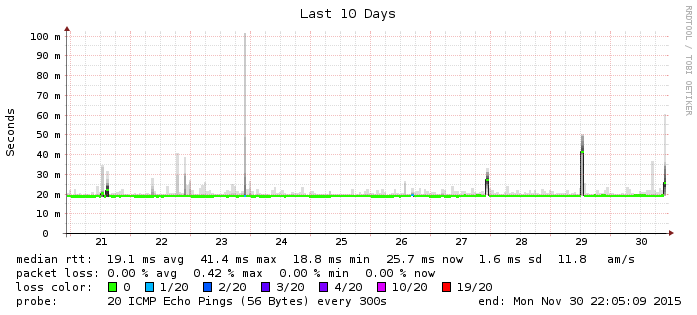 Last 10 Days
RRDTOOL / TOBI OETIKER
Seconds
100 m
90 m
80 m
70 m
60 m
50 m
40 m
30 m
20 m
10 m
0
21 22 23 24 25 26 27 28 29 30
median rtt: 19.1 ms avg 41.4 ms max 18.8 ms min 25.7 ms now 1.6 ms sd 11.8 am/s
packet loss: 0.00 % avg 0.42 % max 0.00 % min 0.00 % now
loss color: 0 1/20 2/20 3/20 4/20 10/20 19/20
probe: 20 ICMP Echo Pings (56 Bytes) every 300s end: Mon Nov 30 22:05:09 2015